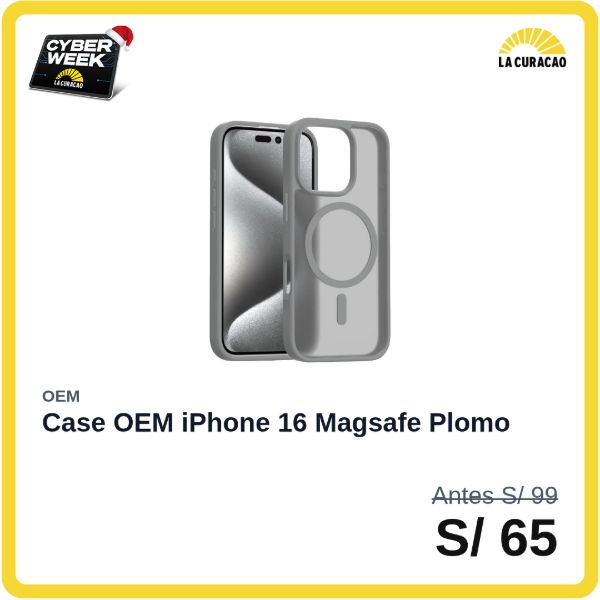 CYBER
WEEK
LA CURACAO
LA CURACAO
OEM
Case OEM iPhone 16 Magsafe Plomo
Antes S/ 99
S/ 65